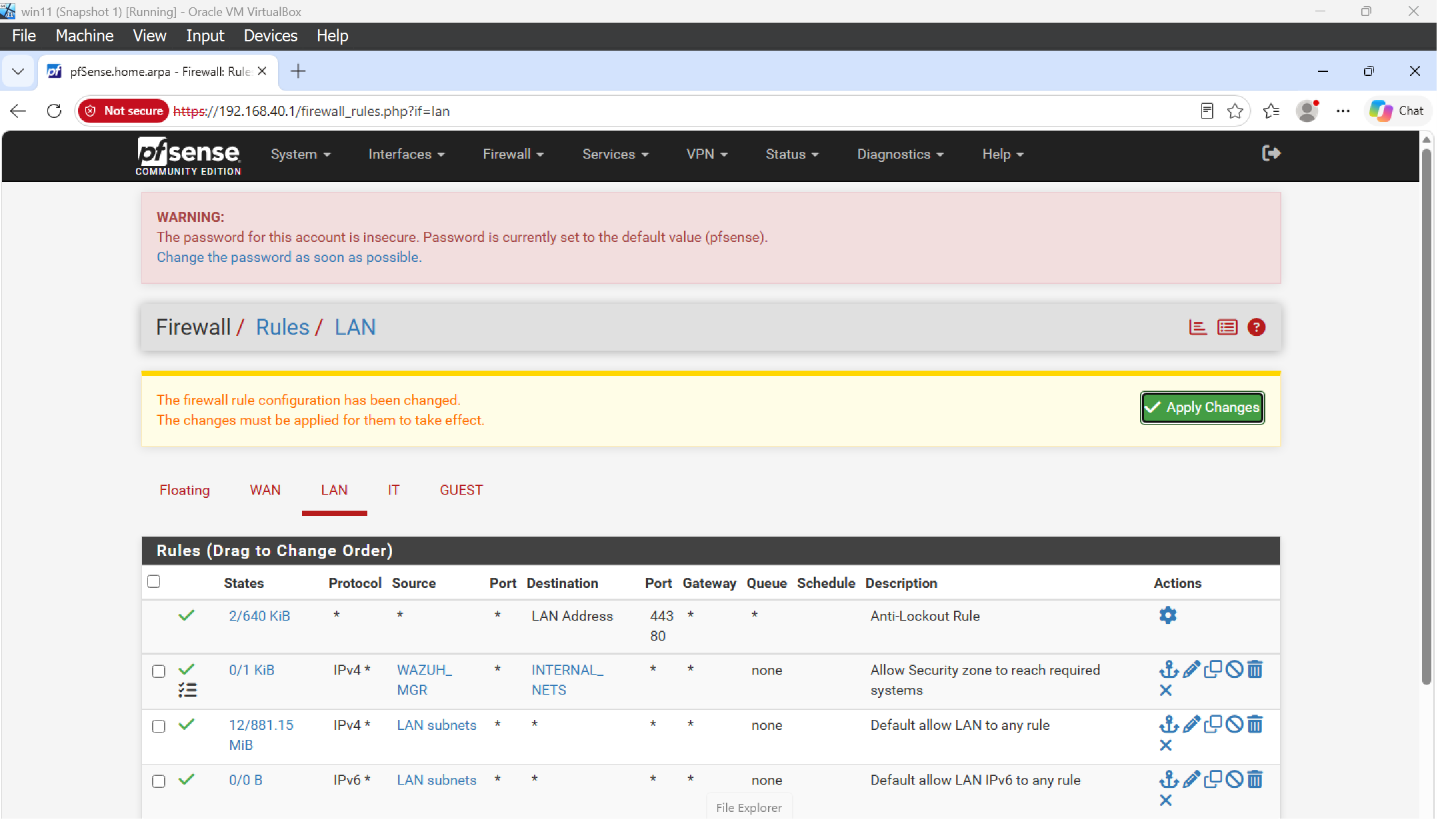 win11 (Snapshot 1) [Running] - Oracle VM VirtualBox
File Machine View Input Devices Help
pfSense.home.arpa - Firewall: Rule
Not secure https://192.168.40.1/firewall_rules.php?if=lan Chat
pfsense COMMUNITY EDITION System Interfaces Firewall Services VPN Status Diagnostics Help
WARNING:
The password for this account is insecure. Password is currently set to the default value (pfsense).
Change the password as soon as possible.
Firewall / Rules / LAN
The firewall rule configuration has been changed.
The changes must be applied for them to take effect.
Apply Changes
Floating WAN LAN IT GUEST
Rules (Drag to Change Order)
States Protocol Source Port Destination Port Gateway Queue Schedule Description Actions
2/640 KiB * * * LAN Address 443 * * Anti-Lockout Rule
80
0/1 KiB IPv4 * WAZUH_ * INTERNAL_ * * none Allow Security zone to reach required
MGR NETS systems
12/881.15 IPv4 * LAN subnets * * * * none Default allow LAN to any rule
MiB
0/0 B IPv6 * LAN subnets * * * * none Default allow LAN IPv6 to any rule
File Explorer